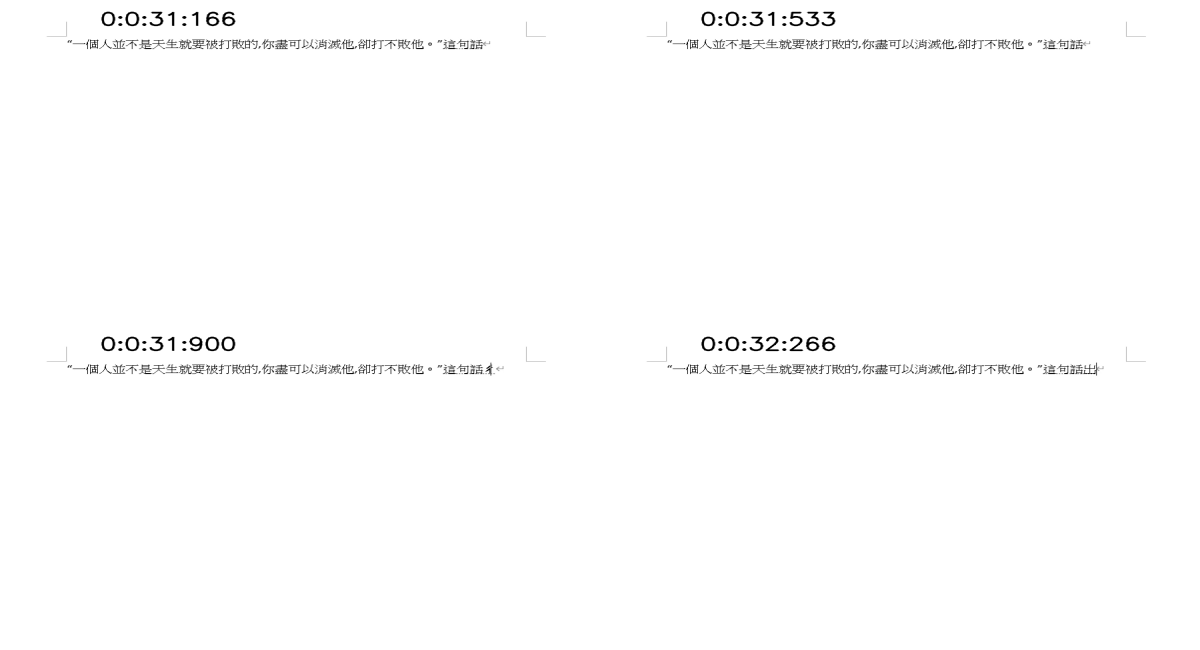 0:0:31:166
“一個人並不是天生就要被打敗的,你盡可以消滅他,卻打不敗他。”這句話
0:0:31:533
“一個人並不是天生就要被打敗的,你盡可以消滅他,卻打不敗他。”這句話
0:0:31:900
“一個人並不是天生就要被打敗的,你盡可以消滅他,卻打不敗他。”這句話
0:0:32:266
“一個人並不是天生就要被打敗的,你盡可以消滅他,卻打不敗他。”這句話出